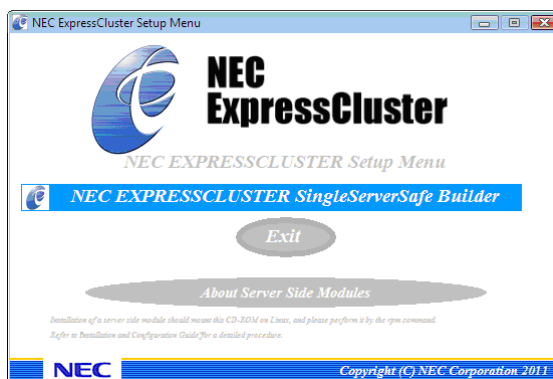 NEC ExpressCluster Setup Menu
NEC
ExpressCluster
NEC EXPRESSCLUSTER Setup Menu
NEC EXPRESSCLUSTER SingleServerSafe Builder
Exit
About Server Side Modules
Installation of a server side module should mount this CD-ROM on Linux, and please perform it by the rpm command.
Refer to Installation and Configuration Guide for a detailed procedure.
NEC
Copyright (C) NEC Corporation 2011